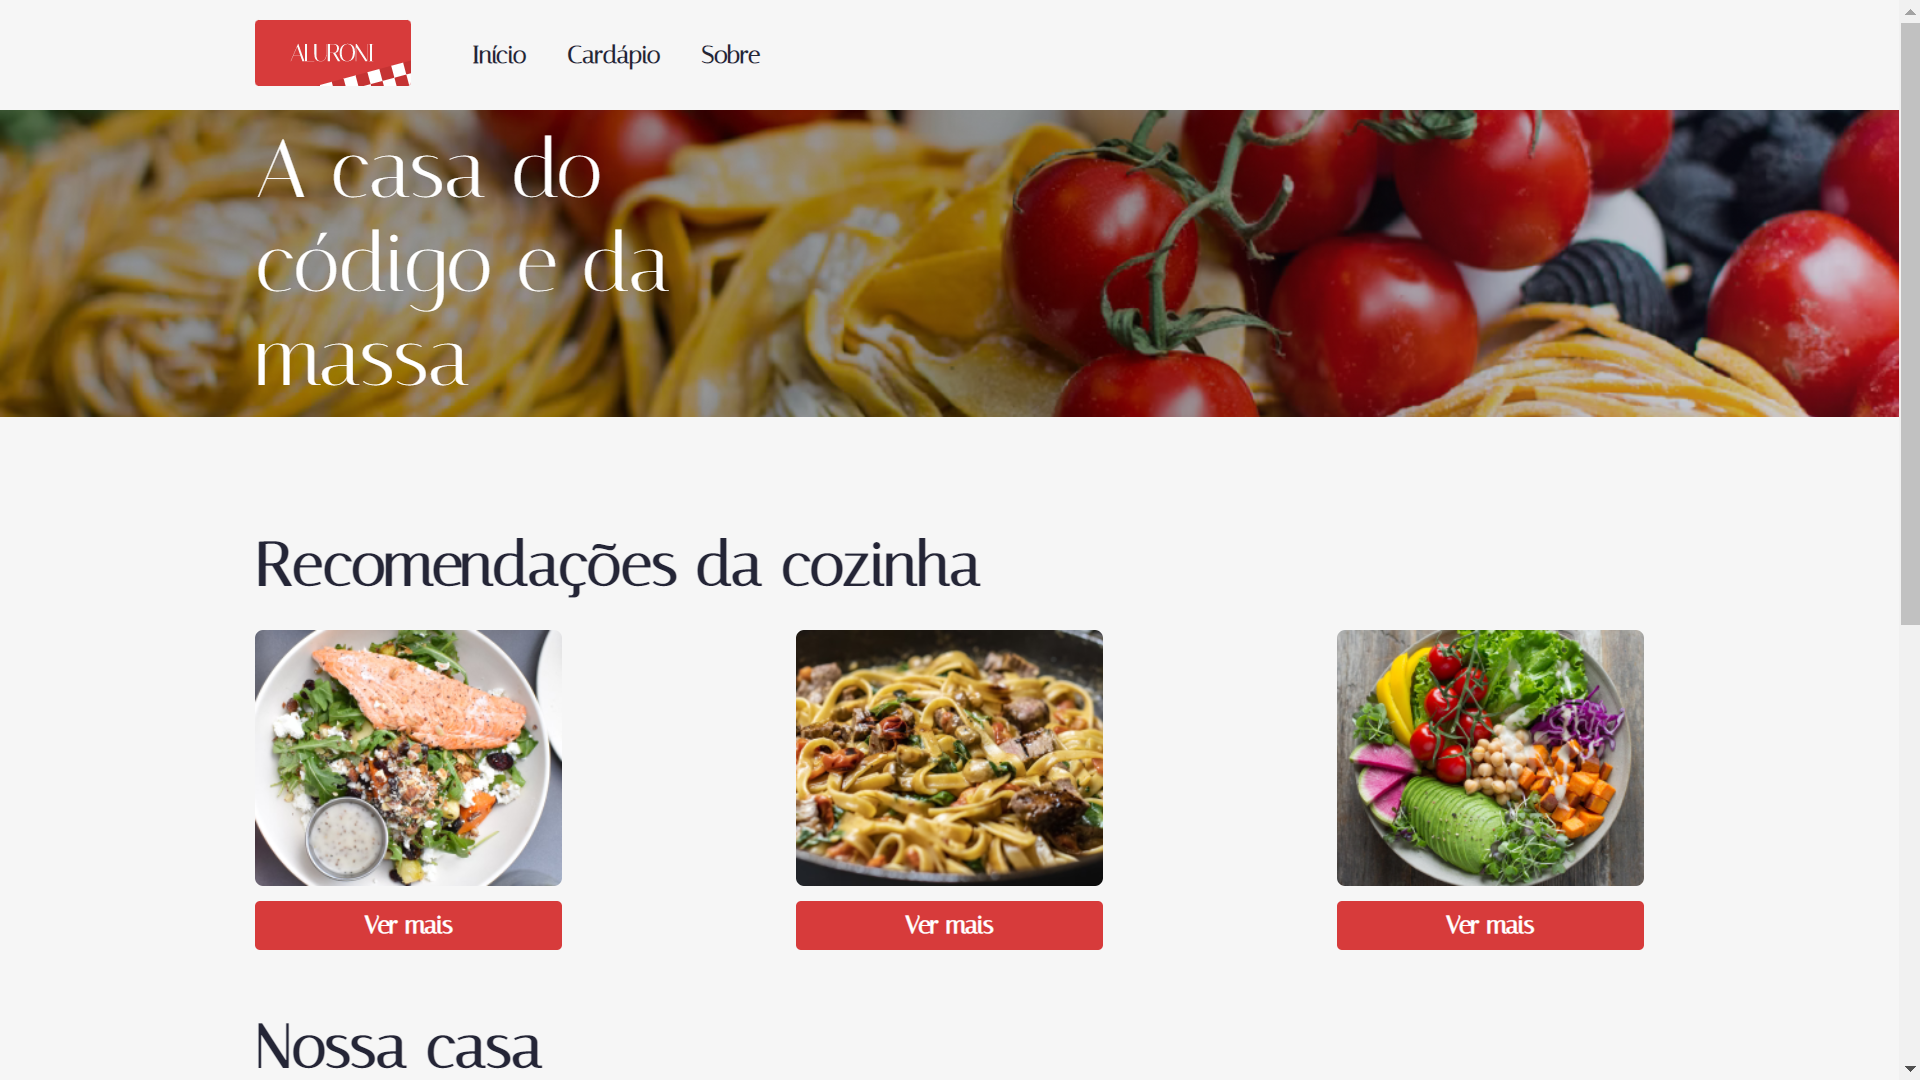 ALURONI
Início
Cardápio
Sobre
A casa do
código e da
massa
Recomendações da cozinha
Ver mais
Ver mais
Ver mais
Nossa casa